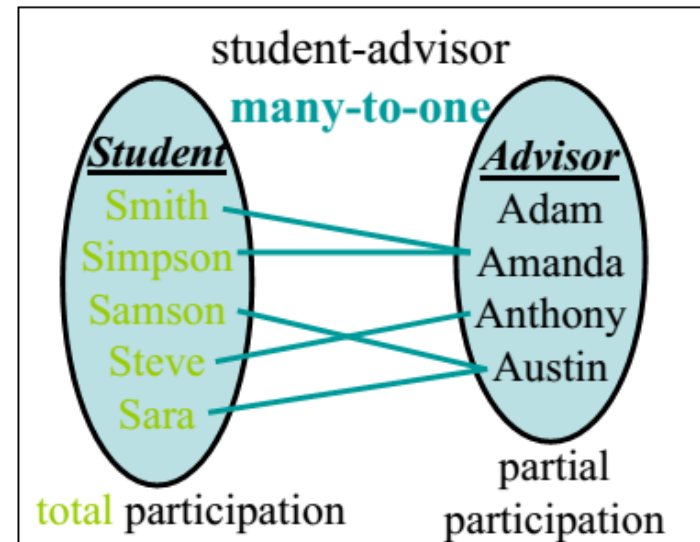 student-advisor
many-to-one
Student
Smith
Simpson
Samson
Steve
Sara
total participation
Advisor
Adam
Amanda
Anthony
Austin
partial
participation